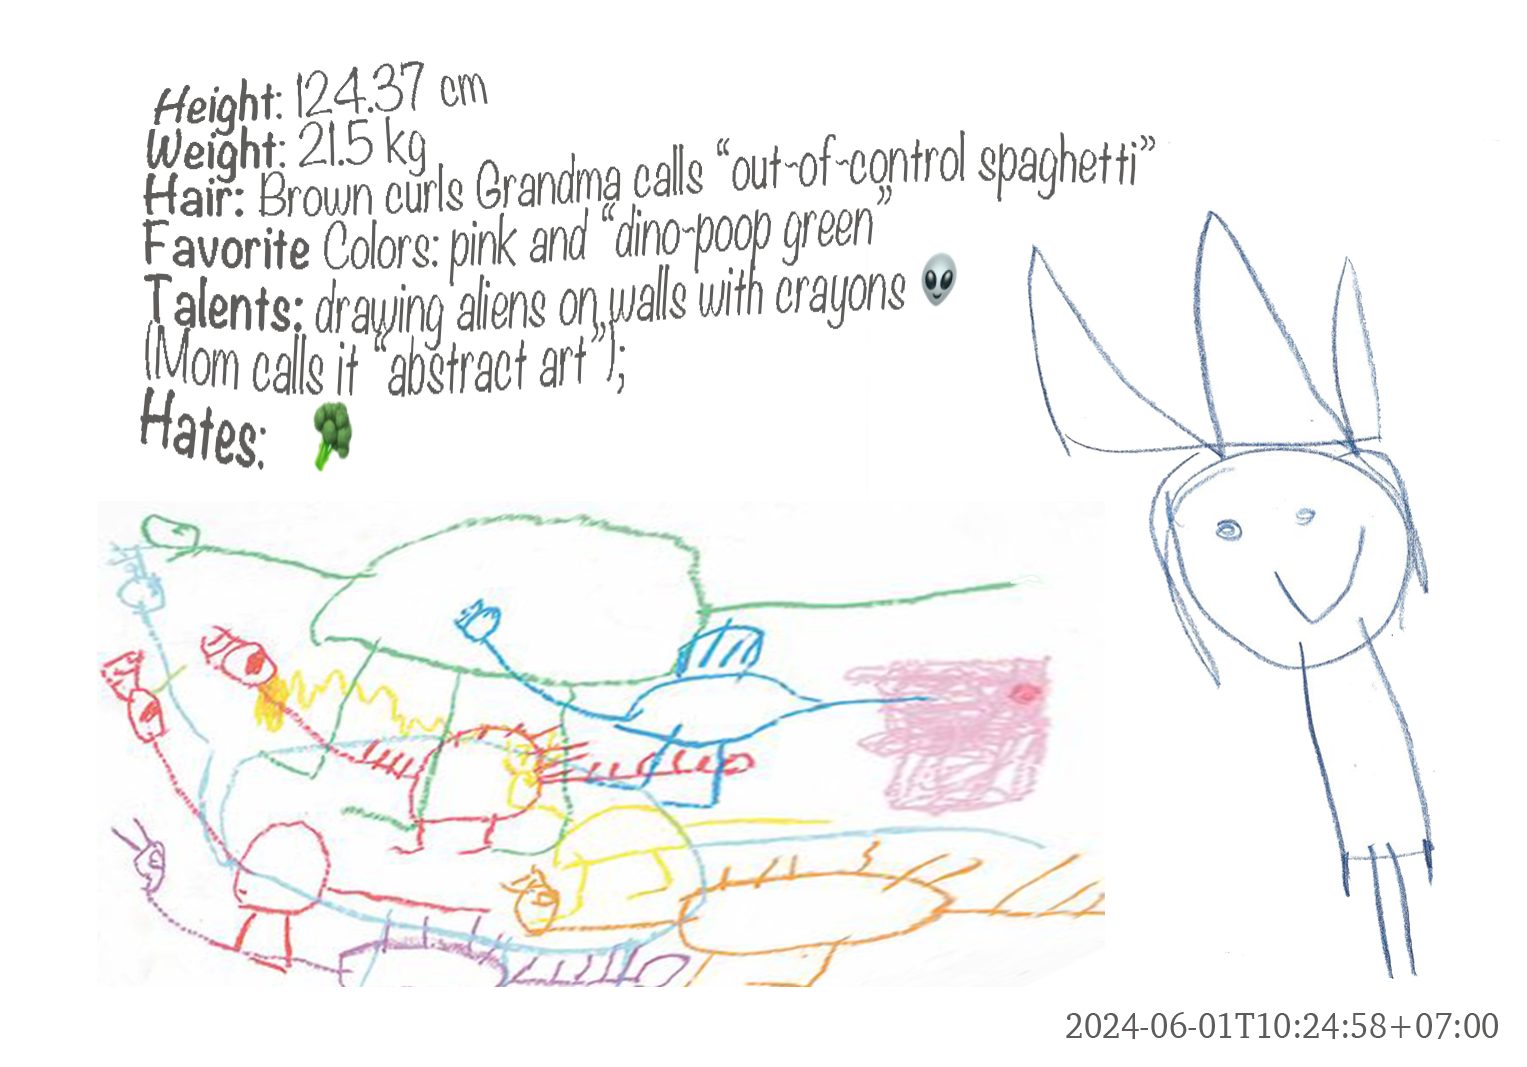 Height: 124.37 cm
Weight: 21.5 kg
Hair: Brown curls Grandma calls “out-of-control spaghetti”
Favorite Colors: pink and “dino-poop green”
Talents: drawing aliens on walls with crayons 👽
(Mom calls it “abstract art”);
Hates: 🥦
2024-06-01T10:24:58+07:00